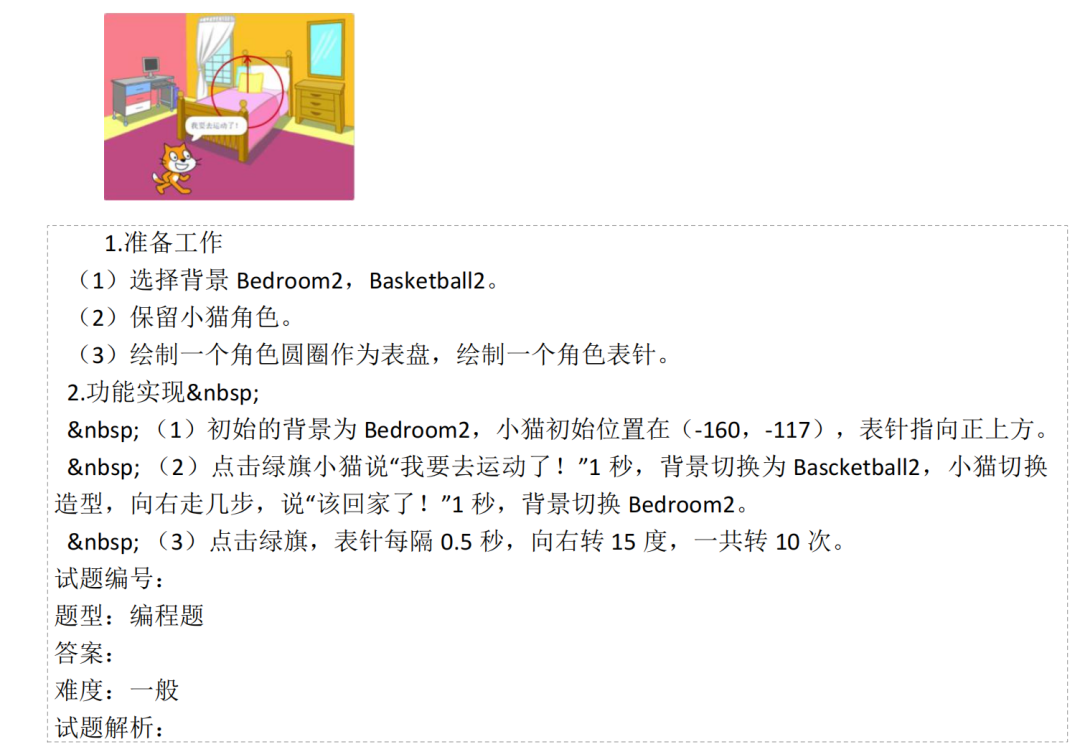 我要去运动了!
1.准备工作
（1）选择背景 Bedroom2，Basketball2。
（2）保留小猫角色。
（3）绘制一个角色圆圈作为表盘，绘制一个角色表针。
2.功能实现&nbsp;
&nbsp; （1）初始的背景为 Bedroom2，小猫初始位置在（-160，-117），表针指向正上方。
&nbsp; （2）点击绿旗小猫说“我要去运动了！”1 秒，背景切换为 Bascketball2，小猫切换
造型，向右走几步，说“该回家了！”1 秒，背景切换 Bedroom2。
&nbsp; （3）点击绿旗，表针每隔 0.5 秒，向右转 15 度，一共转 10 次。
试题编号：
题型：编程题
答案：
难度：一般
试题解析：